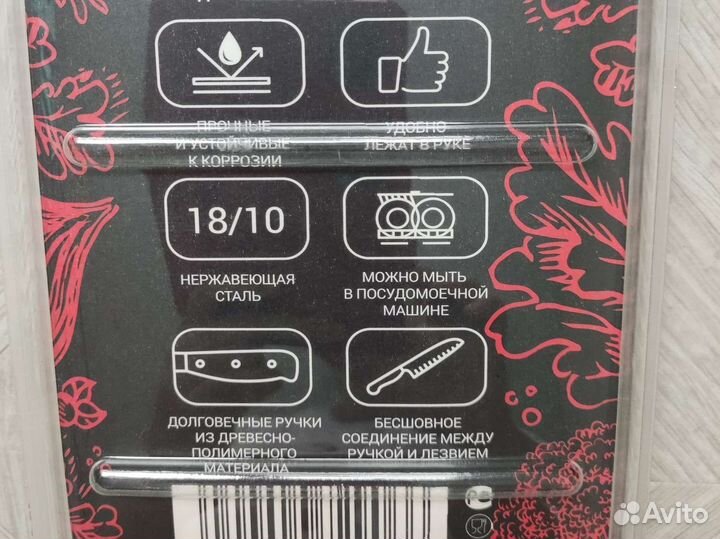 ПРОЧНЫЕ
И УСТОЙЧИВЫЕ
К КОРРОЗИИ
УДОБНО
ЛЕЖАТ В РУКЕ
18/10
НЕРЖАВЕЮЩАЯ
СТАЛЬ
МОЖНО МЫТЬ
В ПОСУДОМОЕЧНОЙ
МАШИНЕ
ДОЛГОВЕЧНЫЕ РУЧКИ
ИЗ ДРЕВЕСНО-
ПОЛИМЕРНОГО
МАТЕРИАЛА
БЕСШОВНОЕ
СОЕДИНЕНИЕ МЕЖДУ
РУЧКОЙ И ЛЕЗВИЕМ
Avito